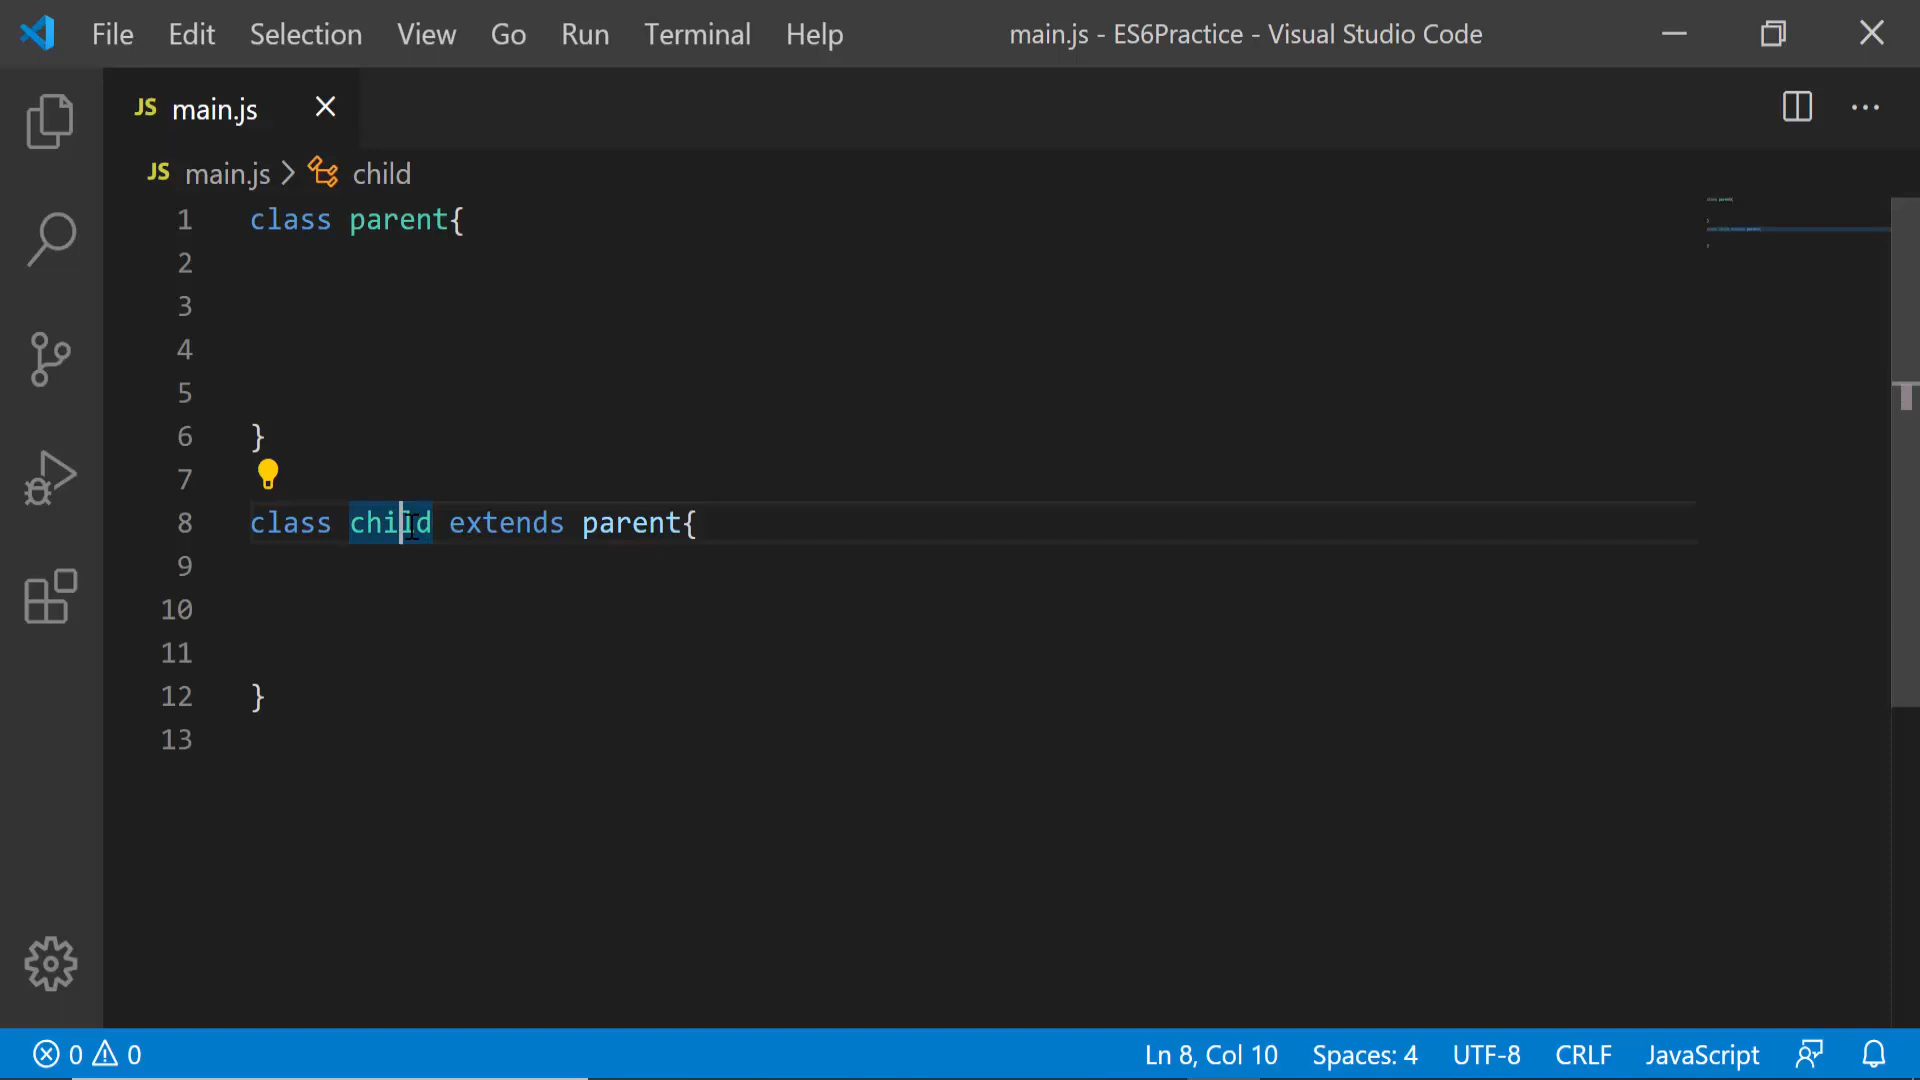 File Edit Selection View Go Run Terminal Help main.js - ES6Practice - Visual Studio Code
JS main.js
JS main.js > child
1 class parent{
2
3
4
5
6 }
7
8 class child extends parent{
9
10
11
12 }
13
0 0 Ln 8, Col 10 Spaces: 4 UTF-8 CRLF JavaScript